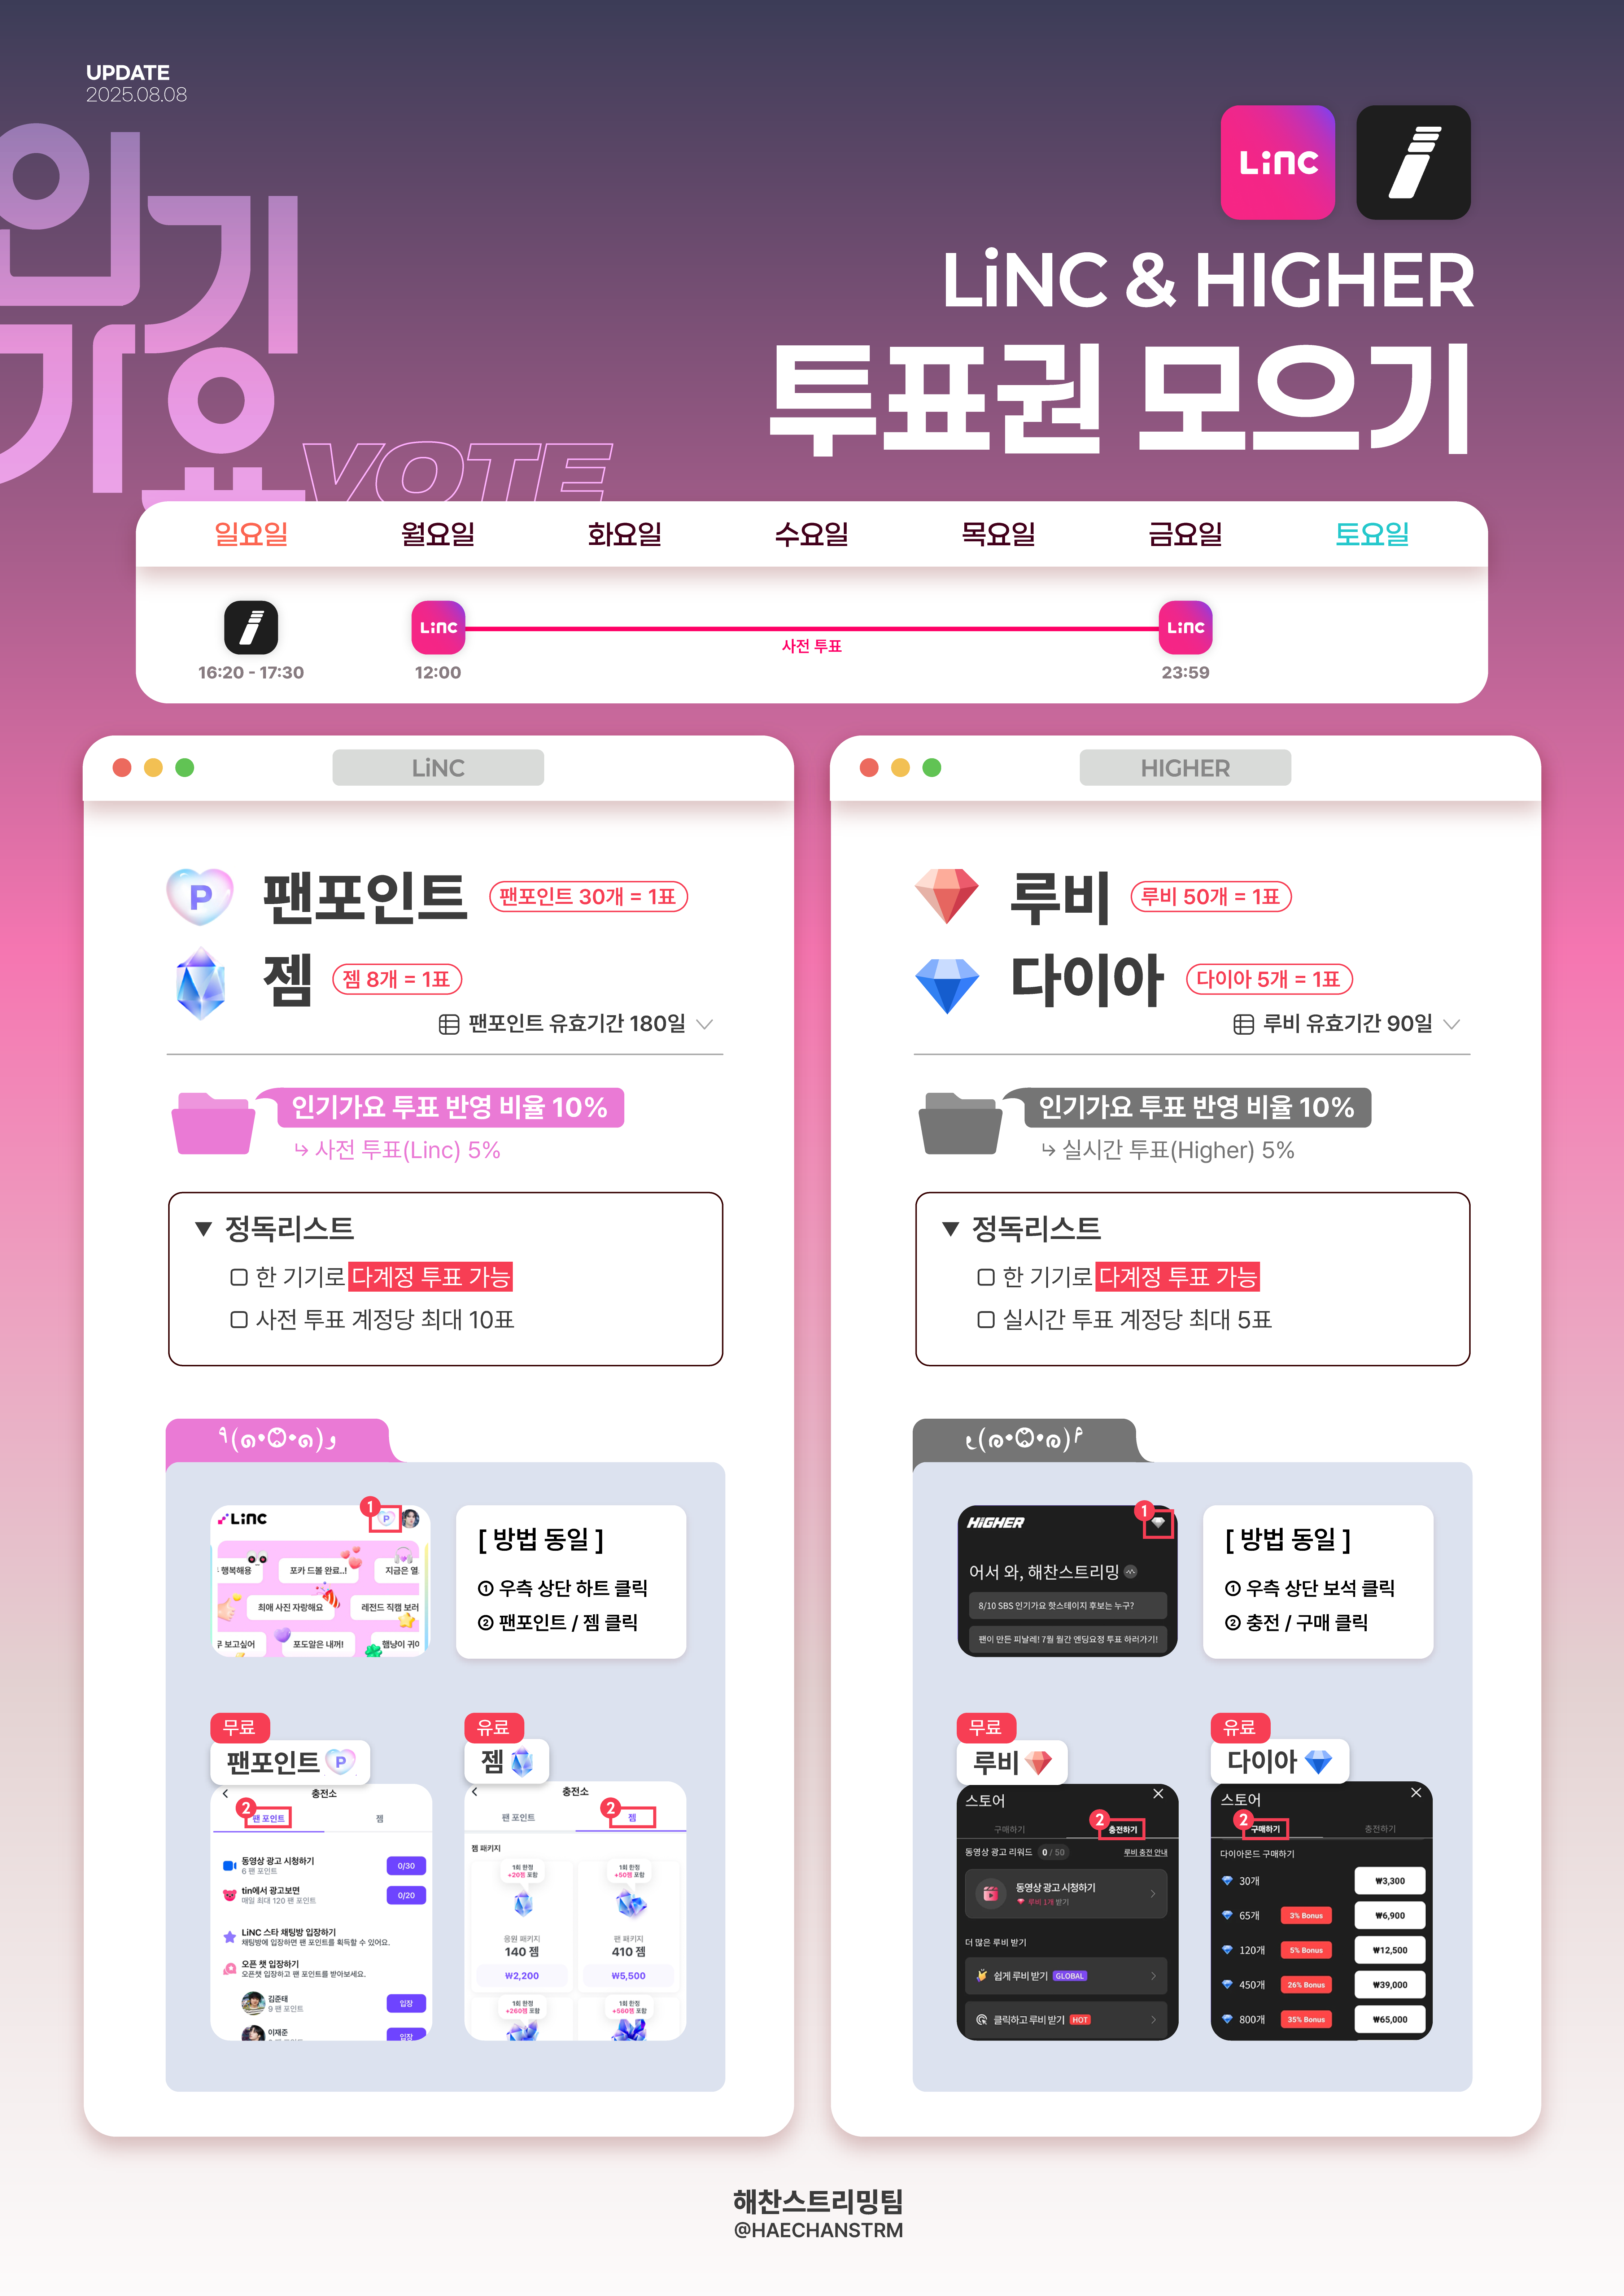 UPDATE
2025.08.08
인기
가요
VOTE
LiNC
LiNC & HIGHER
투표권 모으기
일요일 월요일 화요일 수요일 목요일 금요일 토요일
LiNC LiNC
사전 투표
16:20 - 17:30 12:00 23:59
LiNC
팬포인트 팬포인트 30개 = 1표
젬 젬 8개 = 1표
팬포인트 유효기간 180일
인기가요 투표 반영 비율 10%
↳ 사전 투표(Linc) 5%
▼ 정독리스트
한 기기로 다계정 투표 가능
사전 투표 계정당 최대 10표
LiNC
1
P
행복해용 포카 드볼 완료..! 지금은 열
최애 사진 자랑해요 레전드 직캠 보러
보고싶어 포도알은 내꺼! 햄냥이 귀여
[ 방법 동일 ]
① 우측 상단 하트 클릭
② 팬포인트 / 젬 클릭
무료
팬포인트 P
충전소
2
팬 포인트 젬
동영상 광고 시청하기
6 팬 포인트
0/30
tin에서 광고보면
매일 최대 120 팬 포인트
0/20
LiNC 스타 채팅방 입장하기
채팅방에 입장하면 팬 포인트를 획득할 수 있어요.
오픈 챗 입장하기
오픈챗 입장하고 팬 포인트를 받아보세요.
김준태
9 팬 포인트
입장
이재준
입장
유료
젬
충전소
2
팬 포인트 젬
젬 패키지
1회 한정
+20젬 포함
1회 한정
+50젬 포함
응원 패키지 팬 패키지
140 젬 410 젬
₩2,200 ₩5,500
1회 한정
+260젬 포함
1회 한정
+560젬 포함
HIGHER
루비 루비 50개 = 1표
다이아 다이아 5개 = 1표
루비 유효기간 90일
인기가요 투표 반영 비율 10%
↳ 실시간 투표(Higher) 5%
▼ 정독리스트
한 기기로 다계정 투표 가능
실시간 투표 계정당 최대 5표
HIGHER
1
어서 와, 해찬스트리밍
8/10 SBS 인기가요 핫스테이지 후보는 누구?
팬이 만든 피날레! 7월 월간 엔딩요정 투표 하러가기!
[ 방법 동일 ]
① 우측 상단 보석 클릭
② 충전 / 구매 클릭
무료
루비
스토어
2
구매하기 충전하기
동영상 광고 리워드 0 / 50 루비 충전 안내
동영상 광고 시청하기
루비 1개 받기
더 많은 루비 받기
쉽게 루비 받기 GLOBAL
클릭하고 루비 받기 HOT
유료
다이아
스토어
2
구매하기 충전하기
다이아몬드 구매하기
30개 ₩3,300
65개 3% Bonus ₩6,900
120개 5% Bonus ₩12,500
450개 26% Bonus ₩39,000
800개 35% Bonus ₩65,000
해찬스트리밍팀
@HAECHANSTRM